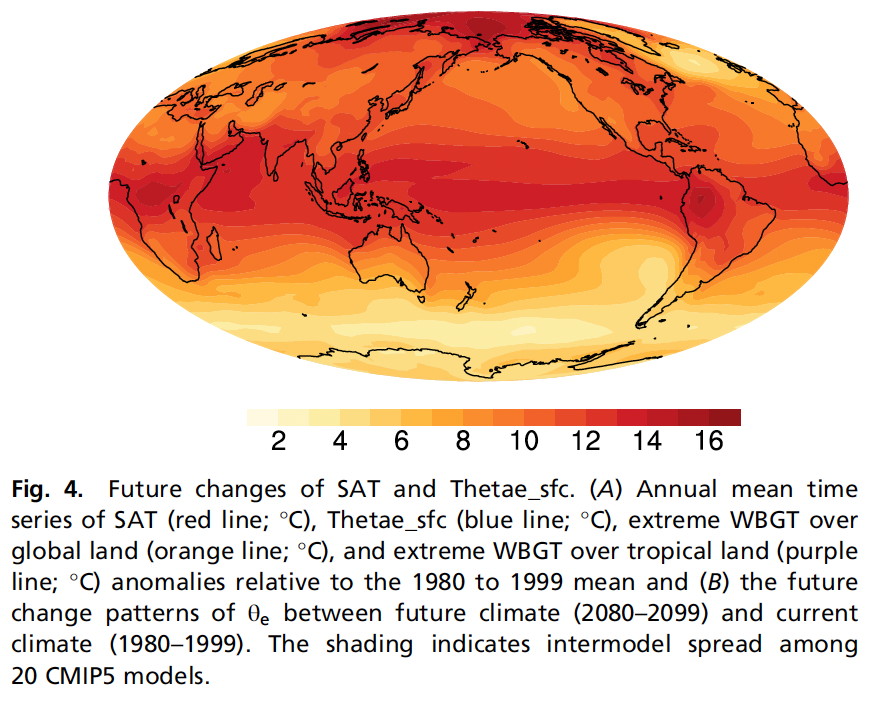 2 4 6 8 10 12 14 16
Fig. 4. Future changes of SAT and Thetae_sfc. (A) Annual mean time
series of SAT (red line; °C), Thetae_sfc (blue line; °C), extreme WBGT over
global land (orange line; °C), and extreme WBGT over tropical land (purple
line; °C) anomalies relative to the 1980 to 1999 mean and (B) the future
change patterns of θe between future climate (2080–2099) and current
climate (1980–1999). The shading indicates intermodel spread among
20 CMIP5 models.